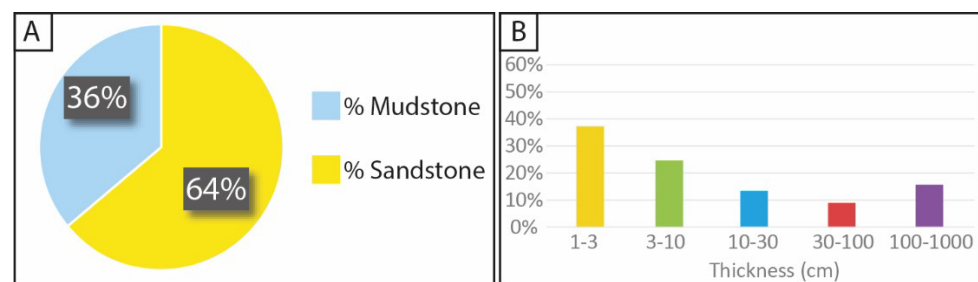 A
36%
64%
% Mudstone
% Sandstone
B
60%
50%
40%
30%
20%
10%
0%
1-3 3-10 10-30 30-100 100-1000
Thickness (cm)